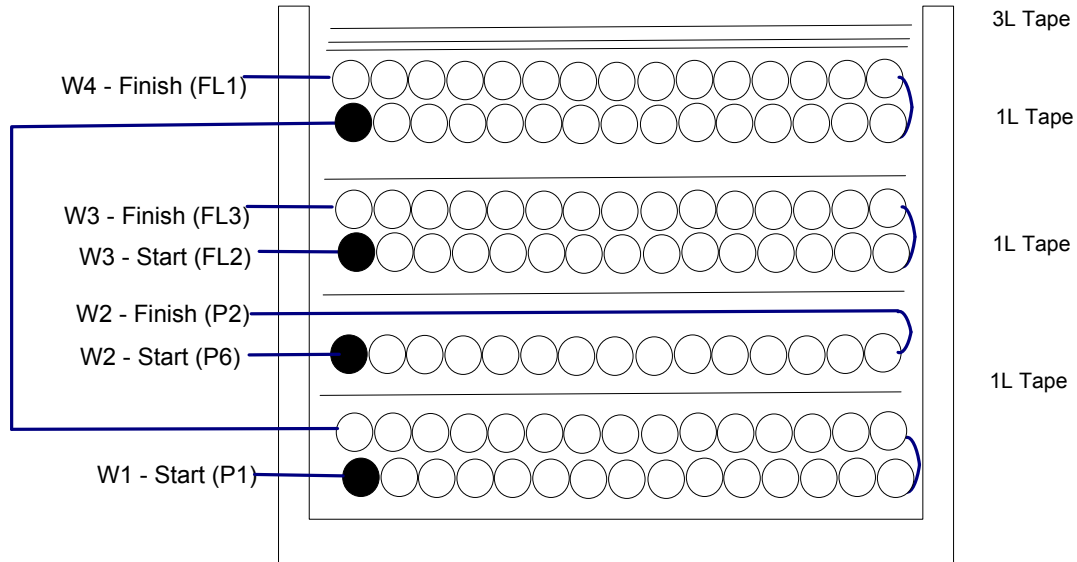 3L Tape
W4 - Finish (FL1)
1L Tape
W3 - Finish (FL3)
W3 - Start (FL2)
1L Tape
W2 - Finish (P2)
W2 - Start (P6)
1L Tape
W1 - Start (P1)